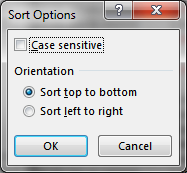 Sort Options
Case sensitive
Orientation
Sort top to bottom
Sort left to right
OK
Cancel